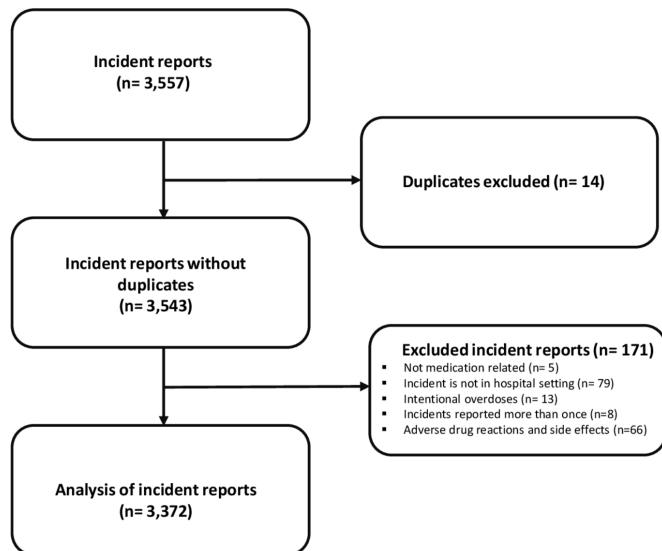 Incident reports
(n= 3,557)
Duplicates excluded (n= 14)
Incident reports without
duplicates
(n= 3,543)
Excluded incident reports (n= 171)
▪ Not medication related (n= 5)
▪ Incident is not in hospital setting (n= 79)
▪ Intentional overdoses (n= 13)
▪ Incidents reported more than once (n=8)
▪ Adverse drug reactions and side effects (n=66)
Analysis of incident reports
(n= 3,372)